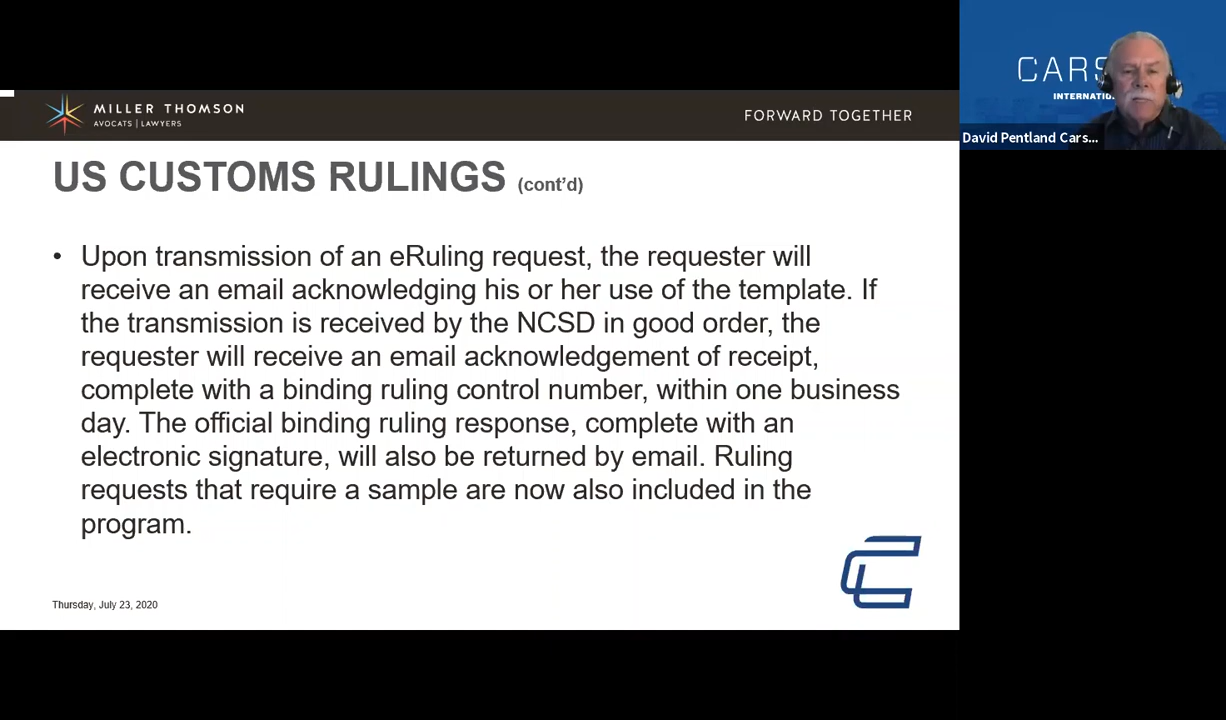 MILLER THOMSON
AVOCATS | LAWYERS
FORWARD TOGETHER
US CUSTOMS RULINGS (cont’d)
• Upon transmission of an eRuling request, the requester will
receive an email acknowledging his or her use of the template. If
the transmission is received by the NCSD in good order, the
requester will receive an email acknowledgement of receipt,
complete with a binding ruling control number, within one business
day. The official binding ruling response, complete with an
electronic signature, will also be returned by email. Ruling
requests that require a sample are now also included in the
program.
Thursday, July 23, 2020
CARS
INTERNATIO
David Pentland Cars...